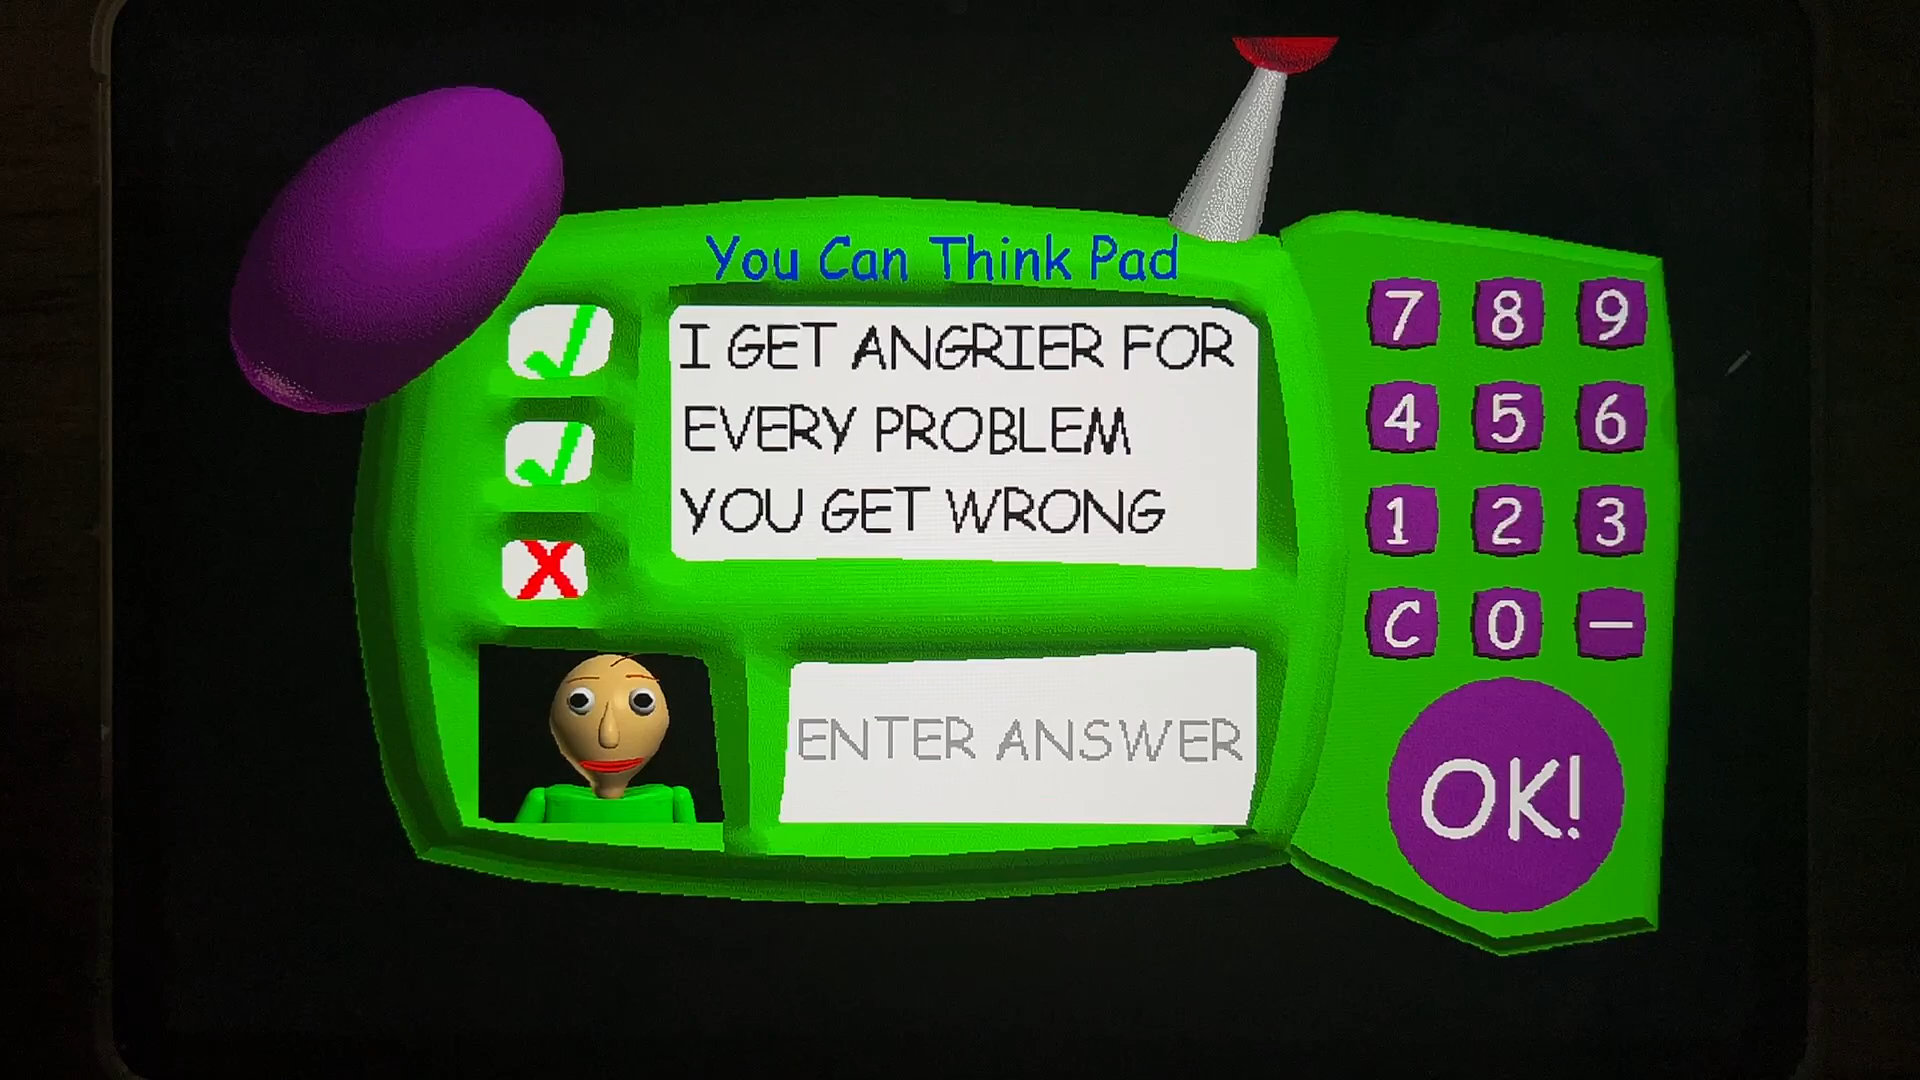 You Can Think Pad
I GET ANGRIER FOR
EVERY PROBLEM
YOU GET WRONG
ENTER ANSWER
7 8 9
4 5 6
1 2 3
C 0 –
OK!